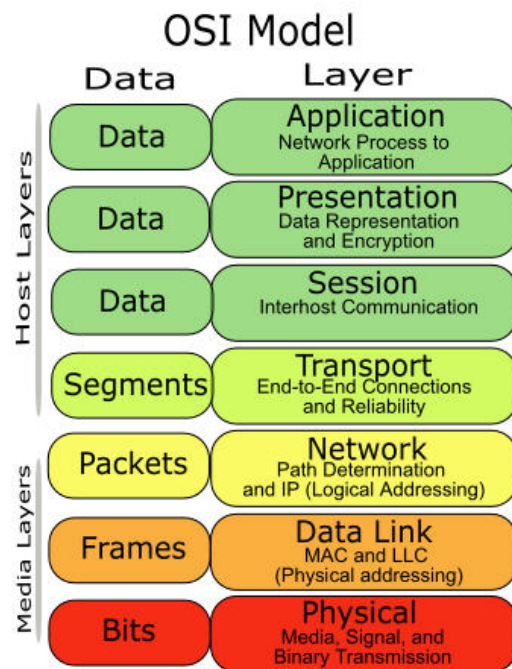 OSI Model
Data Layer
Host Layers
Data
Application
Network Process to
Application
Data
Presentation
Data Representation
and Encryption
Data
Session
Interhost Communication
Segments
Transport
End-to-End Connections
and Reliability
Media Layers
Packets
Network
Path Determination
and IP (Logical Addressing)
Frames
Data Link
MAC and LLC
(Physical addressing)
Bits
Physical
Media, Signal, and
Binary Transmission